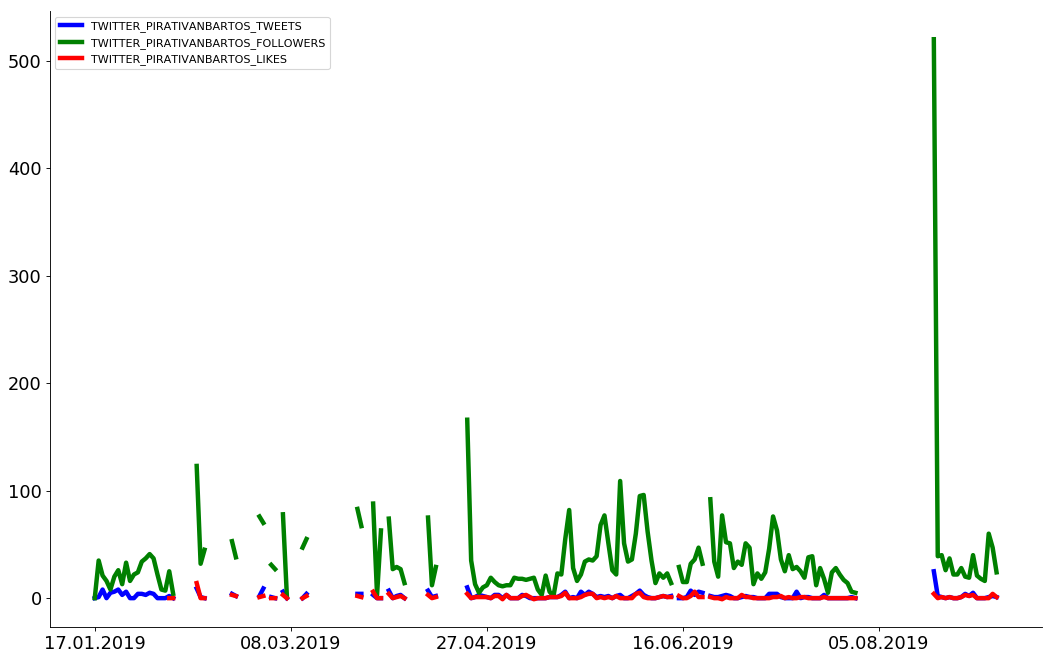 TWITTER_PIRATIVANBARTOS_TWEETS
TWITTER_PIRATIVANBARTOS_FOLLOWERS
TWITTER_PIRATIVANBARTOS_LIKES
500
400
300
200
100
0
17.01.2019 08.03.2019 27.04.2019 16.06.2019 05.08.2019